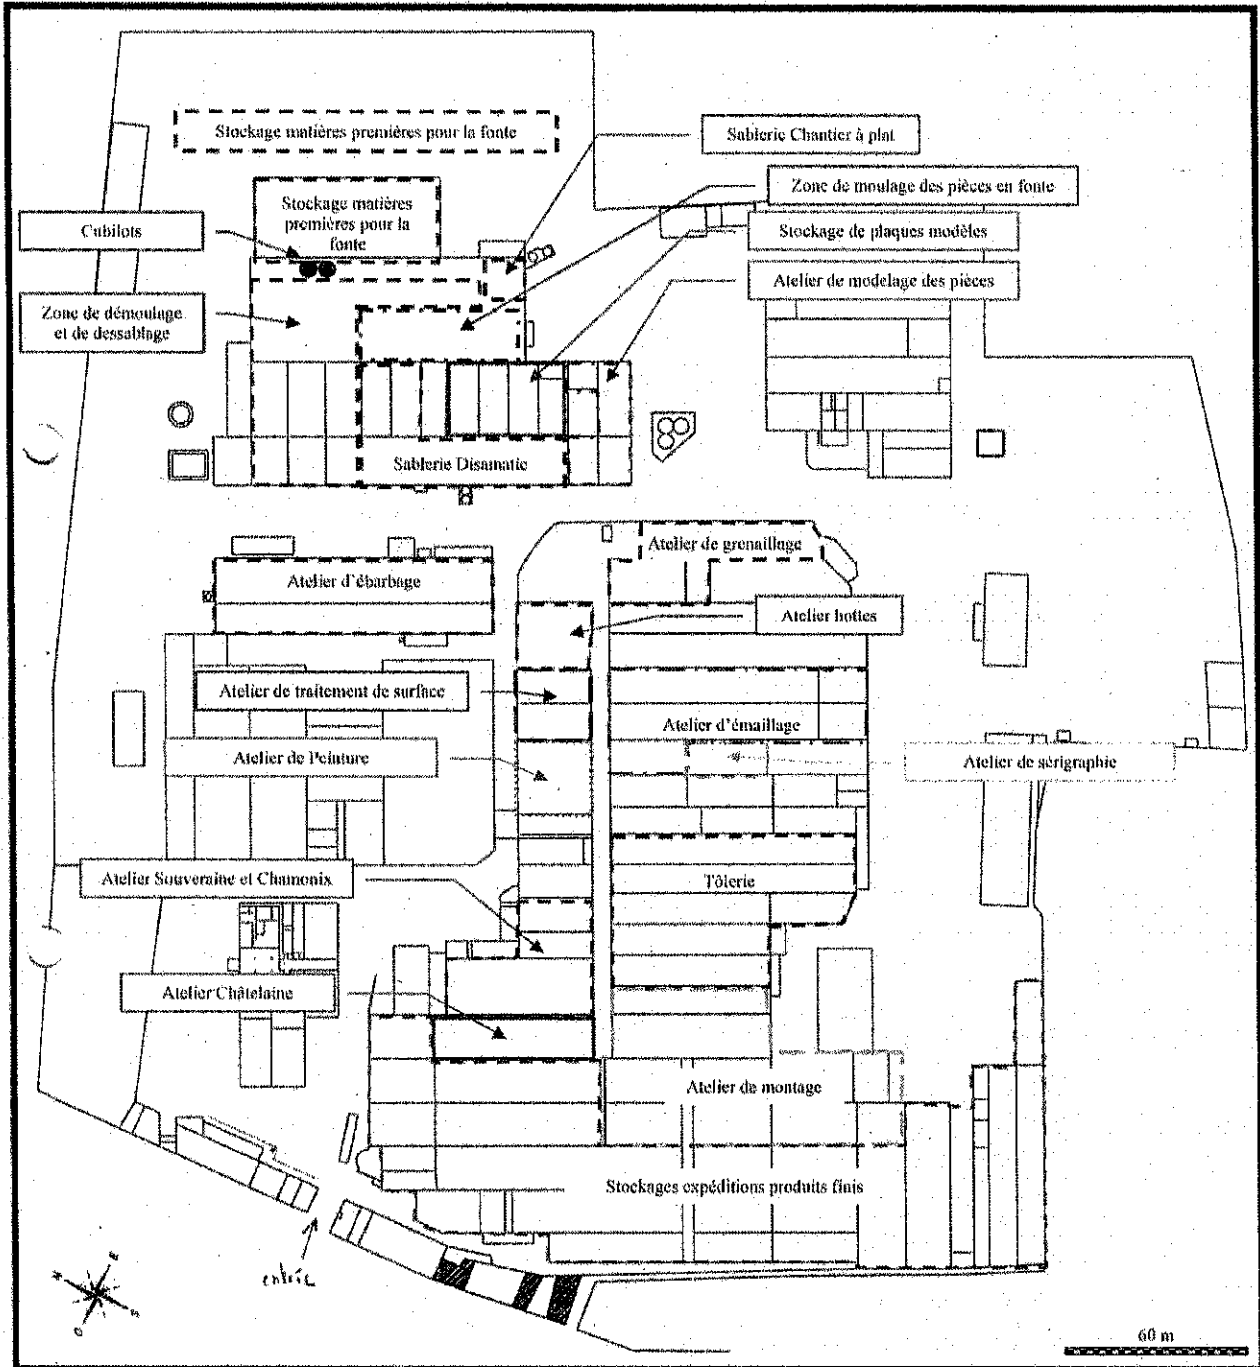 Stockage matières premières pour la fonte
Sablerie Chantier à plat
Zone de moulage des pièces en fonte
Stockage matières
premières pour la
fonte
Cubilots
Stockage de plaques modèles
Atelier de modelage des pièces
Zone de démoulage
et de dessablage
Sablerie Disamatic
Atelier de grenaillage
Atelier d'ébarbage
Atelier hottes
Atelier de traitement de surface
Atelier d'émaillage
Atelier de Peinture
Atelier de sérigraphie
Atelier Souveraine et Chamonix
Tôlerie
Atelier Châtelaine
Atelier de montage
Stockages expéditions produits finis
entrée
E
N
S
O
60 m